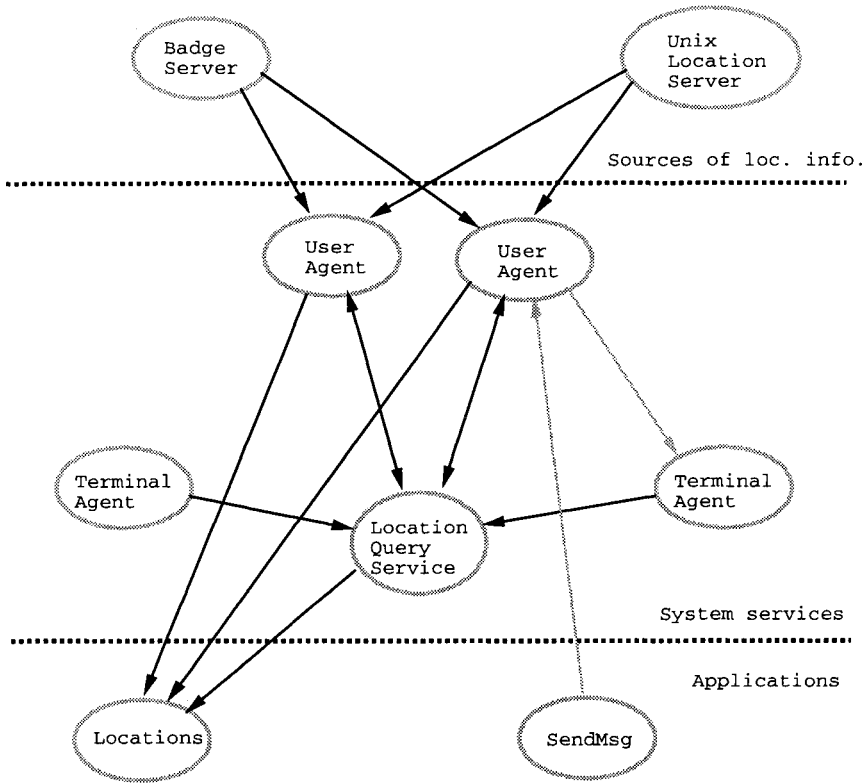 Badge
Server
Unix
Location
Server
Sources of loc. info.
User
Agent
User
Agent
Terminal
Agent
Terminal
Agent
Location
Query
Service
System services
Applications
Locations
SendMsg